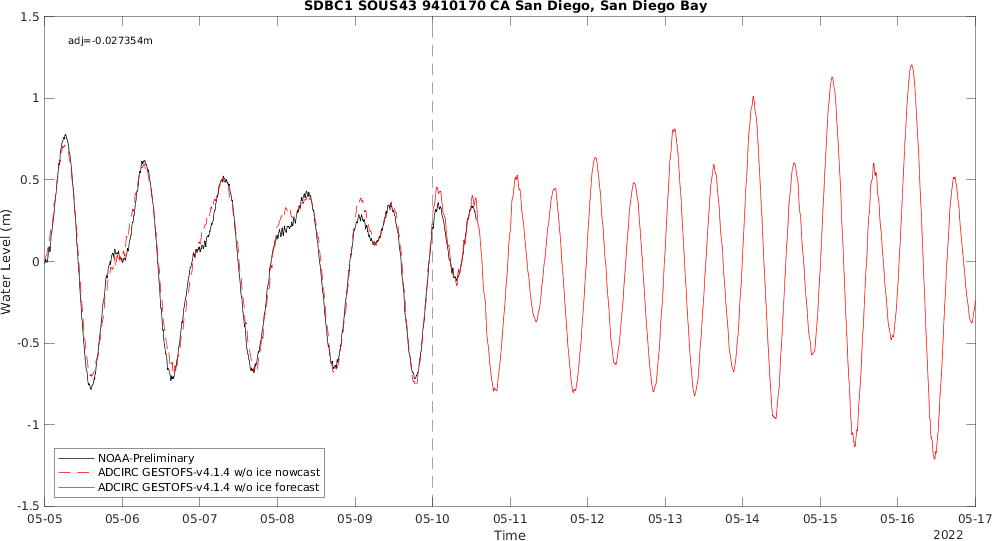 SDBC1 SOUS43 9410170 CA San Diego, San Diego Bay
adj=-0.027354m
1.5
1
0.5
0
-0.5
-1
-1.5
Water Level (m)
NOAA-Preliminary
ADCIRC GESTOFS-v4.1.4 w/o ice nowcast
ADCIRC GESTOFS-v4.1.4 w/o ice forecast
05-05 05-06 05-07 05-08 05-09 05-10 05-11 05-12 05-13 05-14 05-15 05-16 05-17
Time
2022